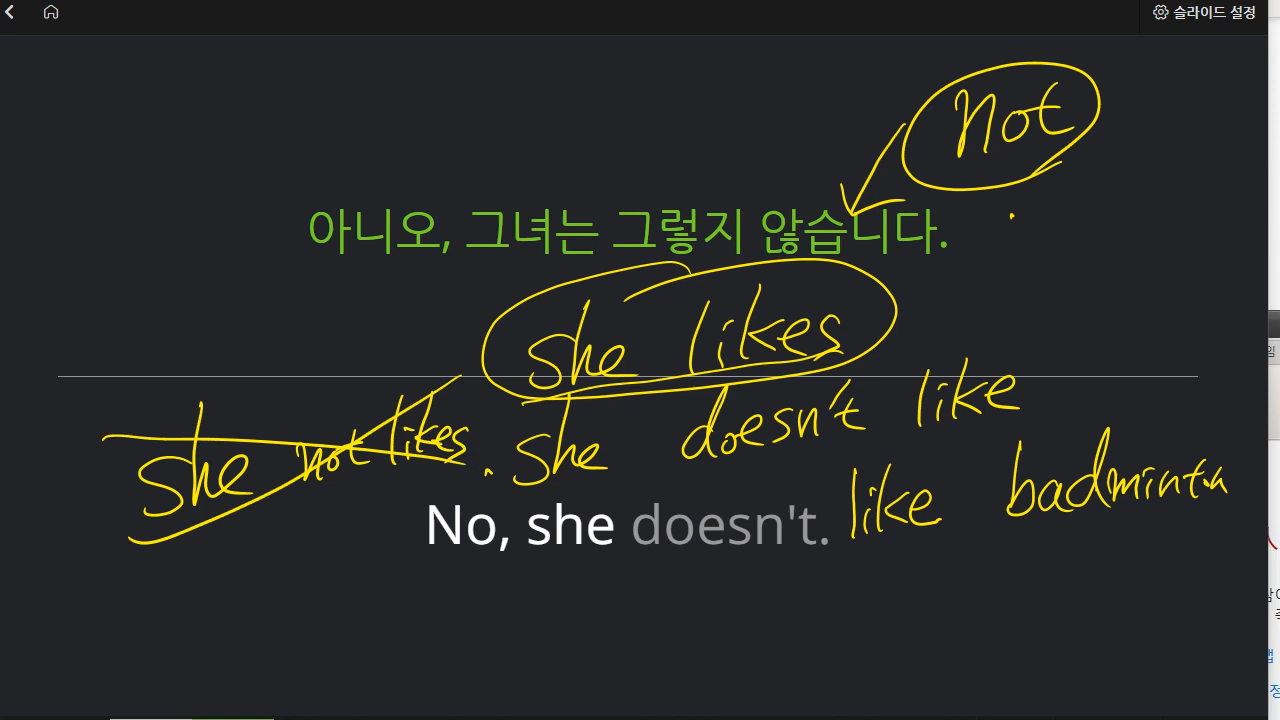 슬라이드 설정
not
아니오, 그녀는 그렇지 않습니다.
she likes
she not likes. she doesn't like
No, she doesn't. like badminton